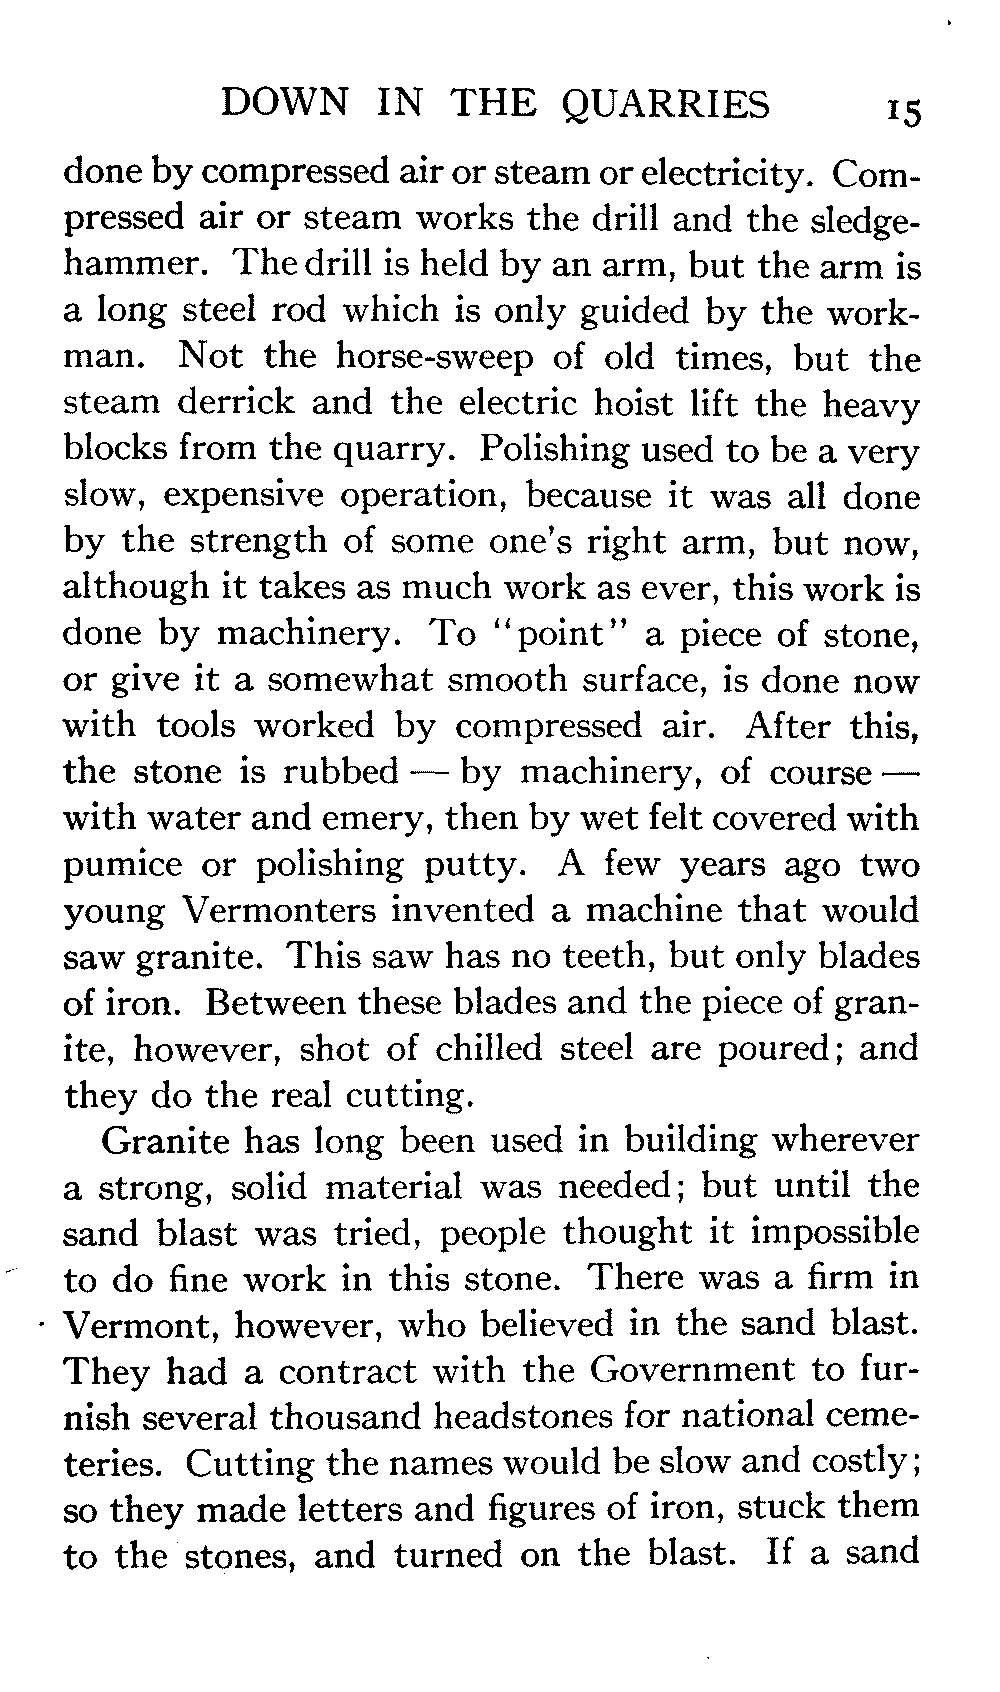 DOWN IN THE QUARRIES 15
done by compressed air or steam or electricity. Com-
pressed air or steam works the drill and the sledge-
hammer. The drill is held by an arm, but the arm is
a long steel rod which is only guided by the work-
man. Not the horse-sweep of old times, but the
steam derrick and the electric hoist lift the heavy
blocks from the quarry. Polishing used to be a very
slow, expensive operation, because it was all done
by the strength of some one's right arm, but now,
although it takes as much work as ever, this work is
done by machinery. To "point" a piece of stone,
or give it a somewhat smooth surface, is done now
with tools worked by compressed air. After this,
the stone is rubbed — by machinery, of course —
with water and emery, then by wet felt covered with
pumice or polishing putty. A few years ago two
young Vermonters invented a machine that would
saw granite. This saw has no teeth, but only blades
of iron. Between these blades and the piece of gran-
ite, however, shot of chilled steel are poured; and
they do the real cutting.
Granite has long been used in building wherever
a strong, solid material was needed; but until the
sand blast was tried, people thought it impossible
to do fine work in this stone. There was a firm in
Vermont, however, who believed in the sand blast.
They had a contract with the Government to fur-
nish several thousand headstones for national ceme-
teries. Cutting the names would be slow and costly;
so they made letters and figures of iron, stuck them
to the stones, and turned on the blast. If a sand